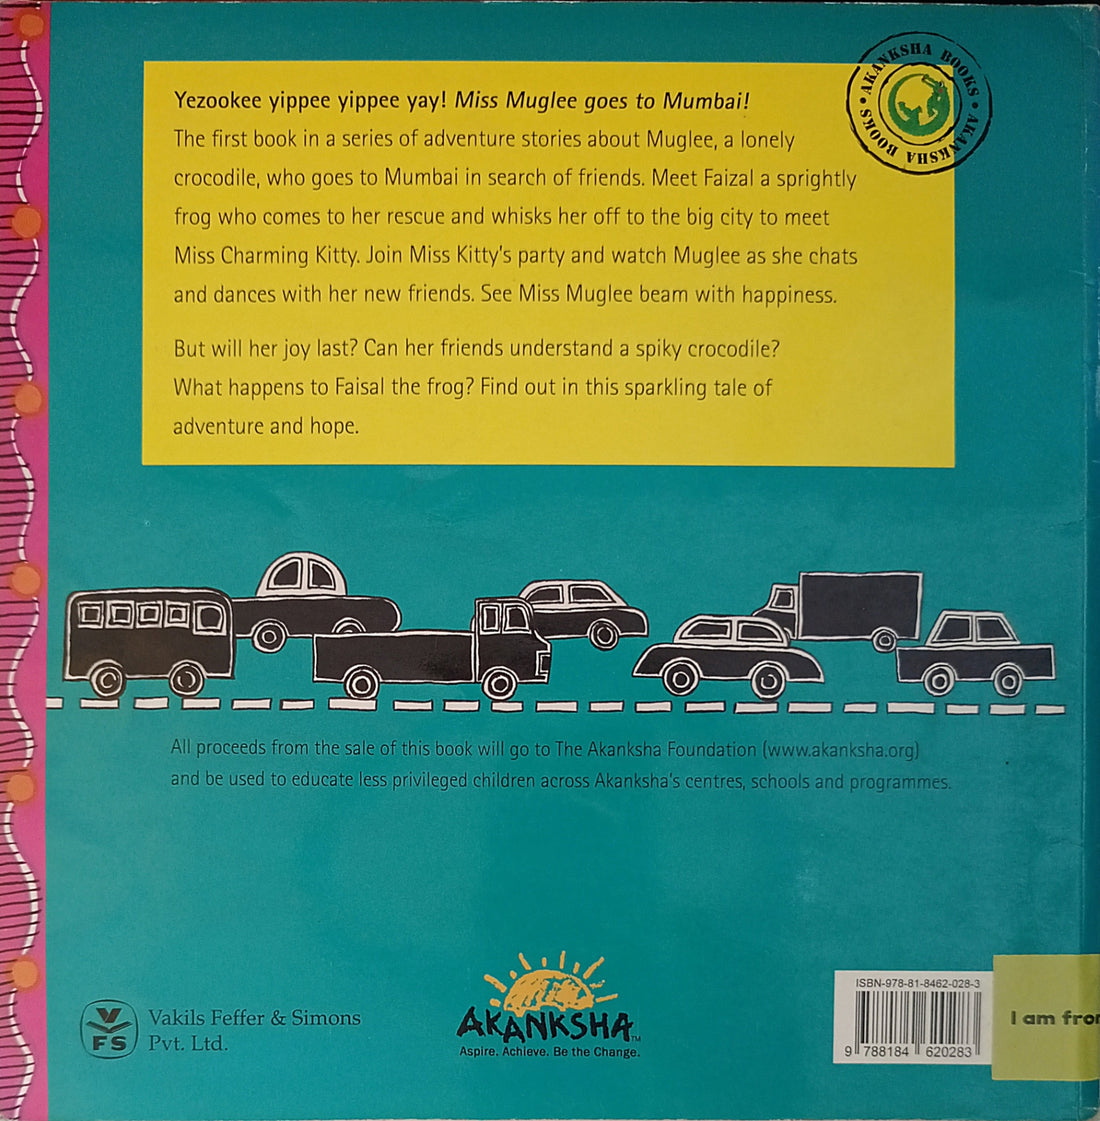 AKANKSHA BOOKS • AKANKSHA BOOKS •
Yezookee yippee yippee yay! Miss Muglee goes to Mumbai!
The first book in a series of adventure stories about Muglee, a lonely
crocodile, who goes to Mumbai in search of friends. Meet Faizal a sprightly
frog who comes to her rescue and whisks her off to the big city to meet
Miss Charming Kitty. Join Miss Kitty's party and watch Muglee as she chats
and dances with her new friends. See Miss Muglee beam with happiness.
But will her joy last? Can her friends understand a spiky crocodile?
What happens to Faisal the frog? Find out in this sparkling tale of
adventure and hope.
All proceeds from the sale of this book will go to The Akanksha Foundation (www.akanksha.org)
and be used to educate less privileged children across Akanksha's centres, schools and programmes.
VFS
Vakils Feffer & Simons
Pvt. Ltd.
AKANKSHA™
Aspire. Achieve. Be the Change.
ISBN-978-81-8462-028-3
9 788184 620283
I am from